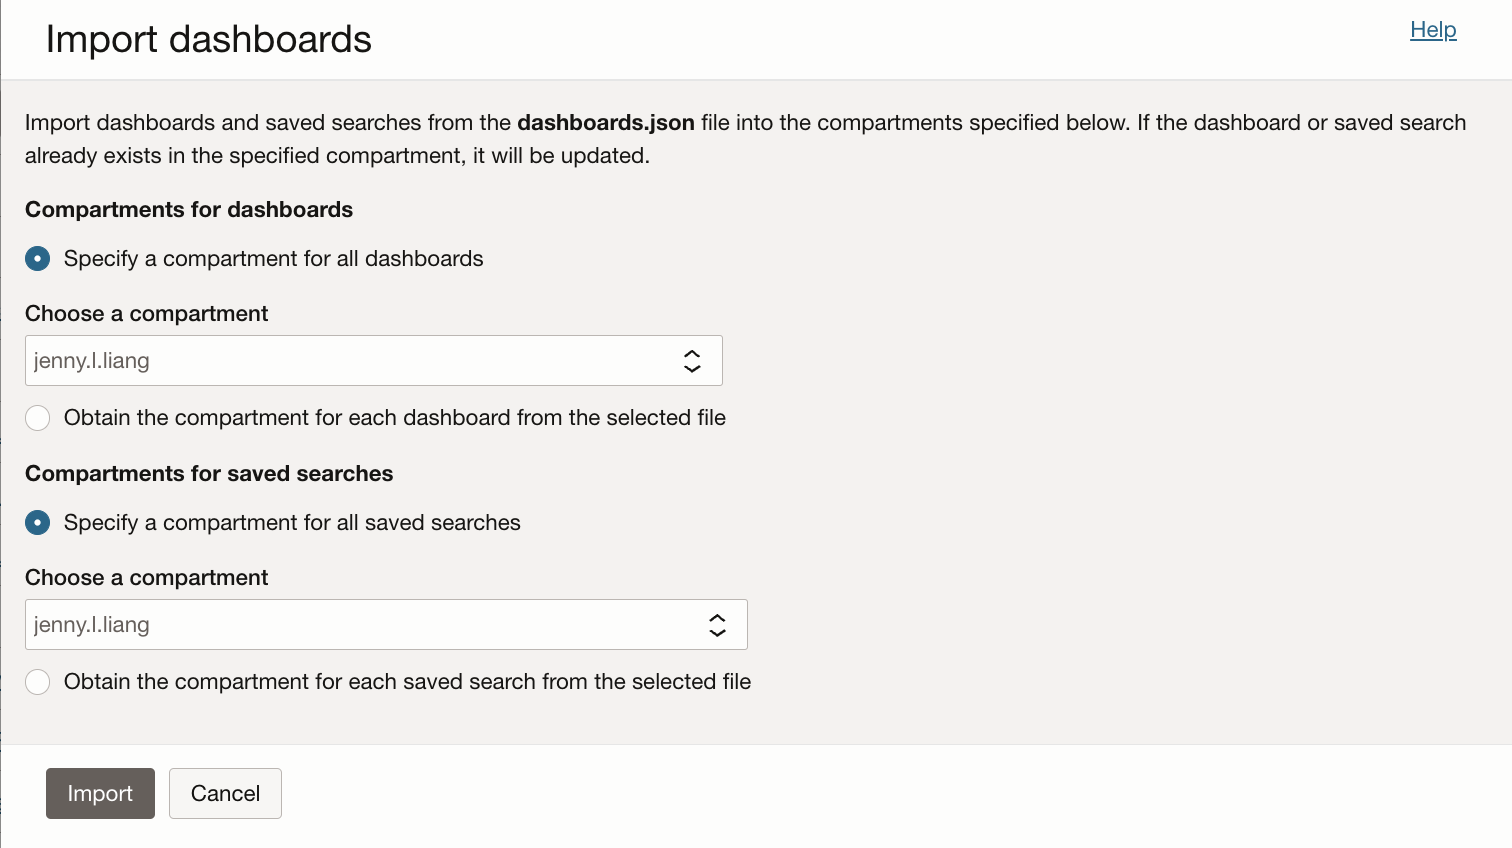 Import dashboards
Help
Import dashboards and saved searches from the dashboards.json file into the compartments specified below. If the dashboard or saved search
already exists in the specified compartment, it will be updated.
Compartments for dashboards
Specify a compartment for all dashboards
Choose a compartment
jenny.l.liang
Obtain the compartment for each dashboard from the selected file
Compartments for saved searches
Specify a compartment for all saved searches
Choose a compartment
jenny.l.liang
Obtain the compartment for each saved search from the selected file
Import
Cancel